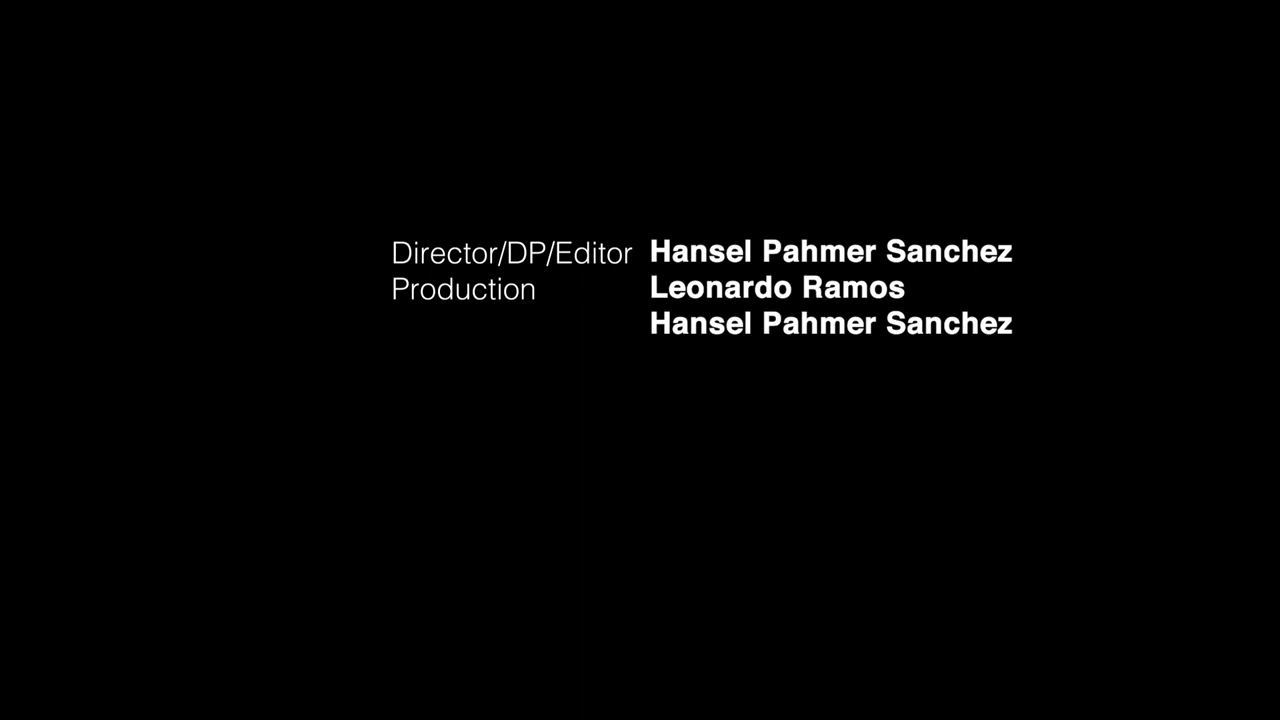 Director/DP/Editor Hansel Pahmer Sanchez
Production Leonardo Ramos
Hansel Pahmer Sanchez